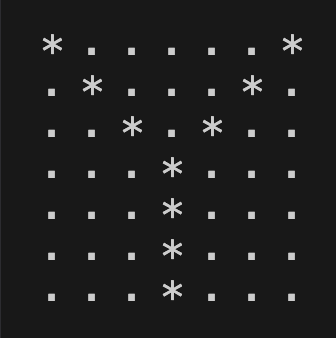 * . . . . . *
. * . . . * .
. . * . * . .
. . . * . . .
. . . * . . .
. . . * . . .
. . . * . . .